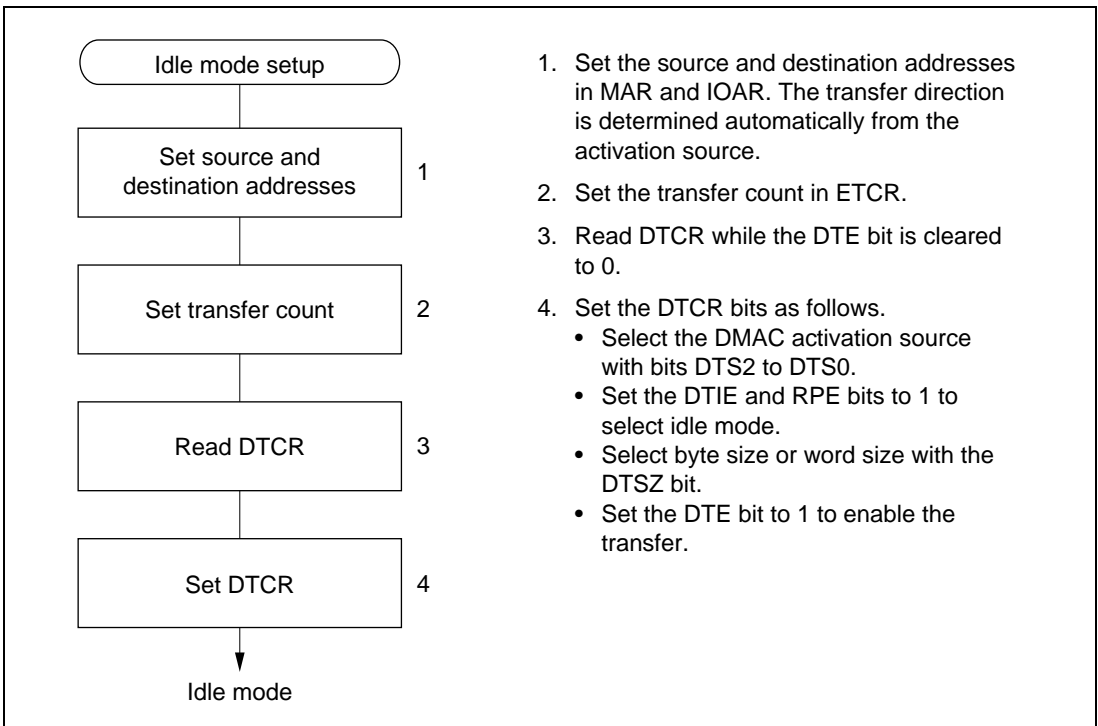 Idle mode setup
Set source and
destination addresses
1
Set transfer count
2
Read DTCR
3
Set DTCR
4
Idle mode
1. Set the source and destination addresses
in MAR and IOAR. The transfer direction
is determined automatically from the
activation source.
2. Set the transfer count in ETCR.
3. Read DTCR while the DTE bit is cleared
to 0.
4. Set the DTCR bits as follows.
• Select the DMAC activation source
with bits DTS2 to DTS0.
• Set the DTIE and RPE bits to 1 to
select idle mode.
• Select byte size or word size with the
DTSZ bit.
• Set the DTE bit to 1 to enable the
transfer.